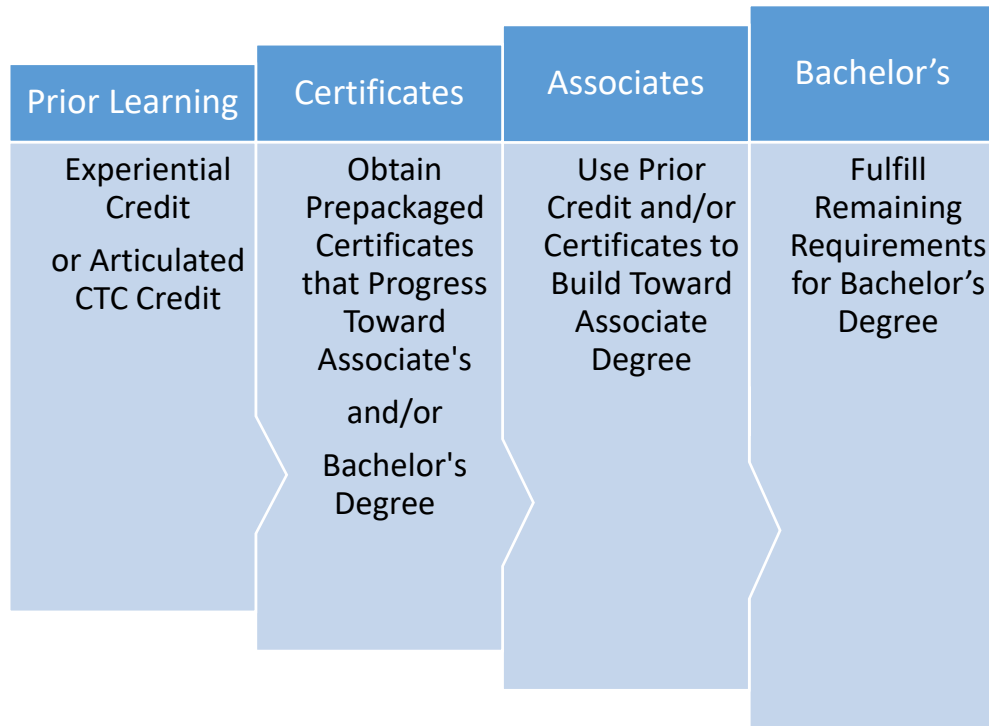 Prior Learning
Experiential
Credit
or Articulated
CTC Credit
Certificates
Obtain
Prepackaged
Certificates
that Progress
Toward
Associate's
and/or
Bachelor's
Degree
Associates
Use Prior
Credit and/or
Certificates to
Build Toward
Associate
Degree
Bachelor’s
Fulfill
Remaining
Requirements
for Bachelor’s
Degree